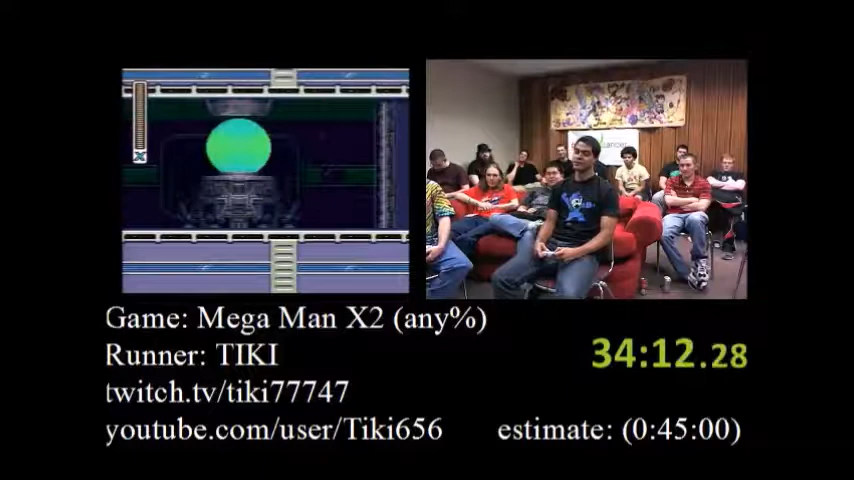 Game: Mega Man X2 (any%)
Runner: TIKI
34:12.28
twitch.tv/tiki77747
youtube.com/user/Tiki656
estimate: (0:45:00)